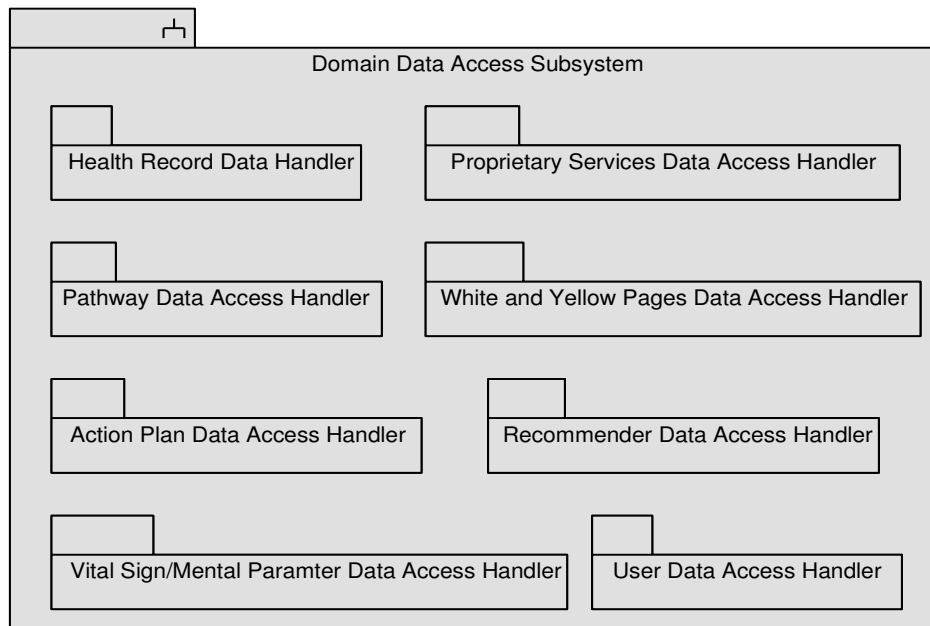 Domain Data Access Subsystem
Health Record Data Handler
Proprietary Services Data Access Handler
Pathway Data Access Handler
White and Yellow Pages Data Access Handler
Action Plan Data Access Handler
Recommender Data Access Handler
Vital Sign/Mental Paramter Data Access Handler
User Data Access Handler